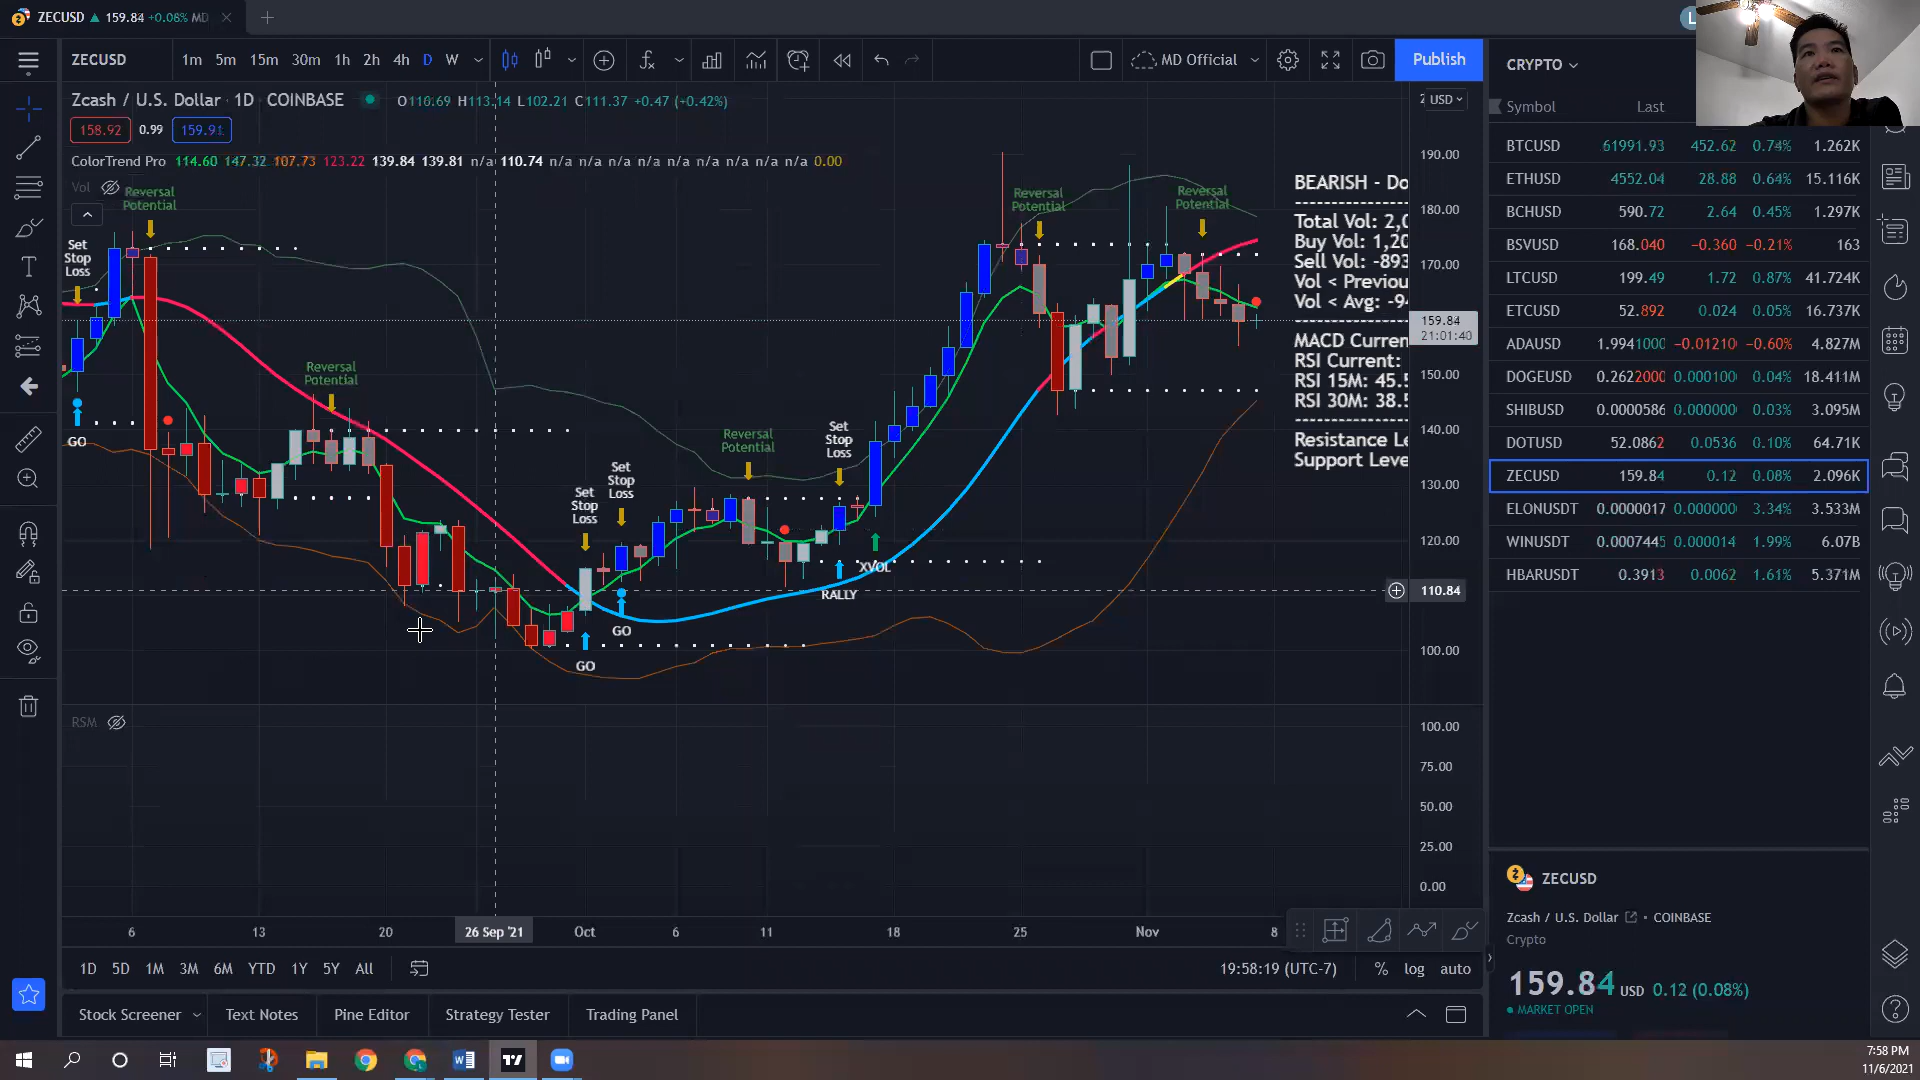 ZECUSD ▲ 159.84 +0.08% MD
ZECUSD 1m 5m 15m 30m 1h 2h 4h D W MD Official Publish
Zcash / U.S. Dollar · 1D COINBASE O110.69 H113.14 L102.21 C111.37 +0.47 (+0.42%)
158.92 0.99 159.91
ColorTrend Pro 114.60 147.32 107.73 123.22 139.84 139.81 n/a 110.74 n/a n/a n/a n/a n/a n/a n/a n/a 0.00
Vol
USD
Reversal
Potential
Set
Stop
Loss
GO
Reversal
Potential
Set
Stop
Loss
GO
Set
Stop
Loss
GO
Reversal
Potential
Set
Stop
Loss
RALLY
XVOL
Reversal
Potential
Reversal
Potential
BEARISH - Do
Total Vol: 2,0
Buy Vol: 1,20
Sell Vol: -893
Vol < Previou
Vol < Avg: -9
MACD Curren
RSI Current:
RSI 15M: 45.5
RSI 30M: 38.5
Resistance Le
Support Leve
190.00
180.00
170.00
159.84
21:01:40
150.00
140.00
130.00
120.00
110.84
100.00
RSM
100.00
75.00
50.00
25.00
0.00
6 13 20 26 Sep '21 Oct 6 11 18 25 Nov 8
1D 5D 1M 3M 6M YTD 1Y 5Y All 19:58:19 (UTC-7) % log auto
Stock Screener Text Notes Pine Editor Strategy Tester Trading Panel
CRYPTO
Symbol Last
BTCUSD 61991.93 452.62 0.74% 1.262K
ETHUSD 4552.04 28.88 0.64% 15.116K
BCHUSD 590.72 2.64 0.45% 1.297K
BSVUSD 168.040 −0.360 −0.21% 163
LTCUSD 199.49 1.72 0.87% 41.724K
ETCUSD 52.892 0.024 0.05% 16.737K
ADAUSD 1.9941000 −0.01210 −0.60% 4.827M
DOGEUSD 0.2622000 0.000100 0.04% 18.411M
SHIBUSD 0.0000586 0.000000 0.03% 3.095M
DOTUSD 52.0862 0.0536 0.10% 64.71K
ZECUSD 159.84 0.12 0.08% 2.096K
ELONUSDT 0.0000017 0.000000 3.34% 3.533M
WINUSDT 0.0007445 0.000014 1.99% 6.07B
HBARUSDT 0.3913 0.0062 1.61% 5.371M
ZECUSD
Zcash / U.S. Dollar • COINBASE
Crypto
159.84 USD 0.12 (0.08%)
• MARKET OPEN
7:58 PM
11/6/2021